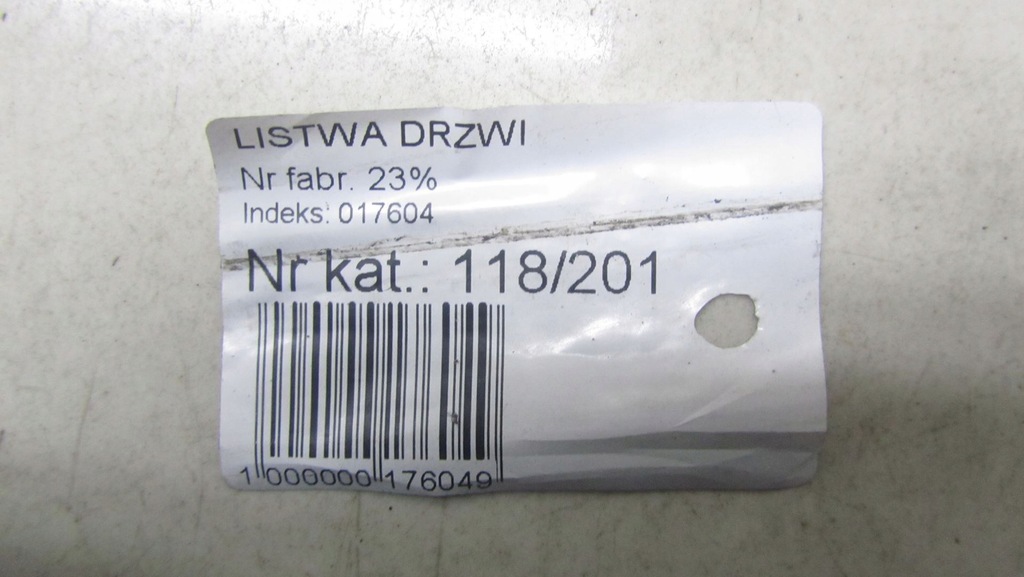 LISTWA DRZWI
Nr fabr. 23%
Indeks: 017604
Nr kat.: 118/201
1 000000 176049